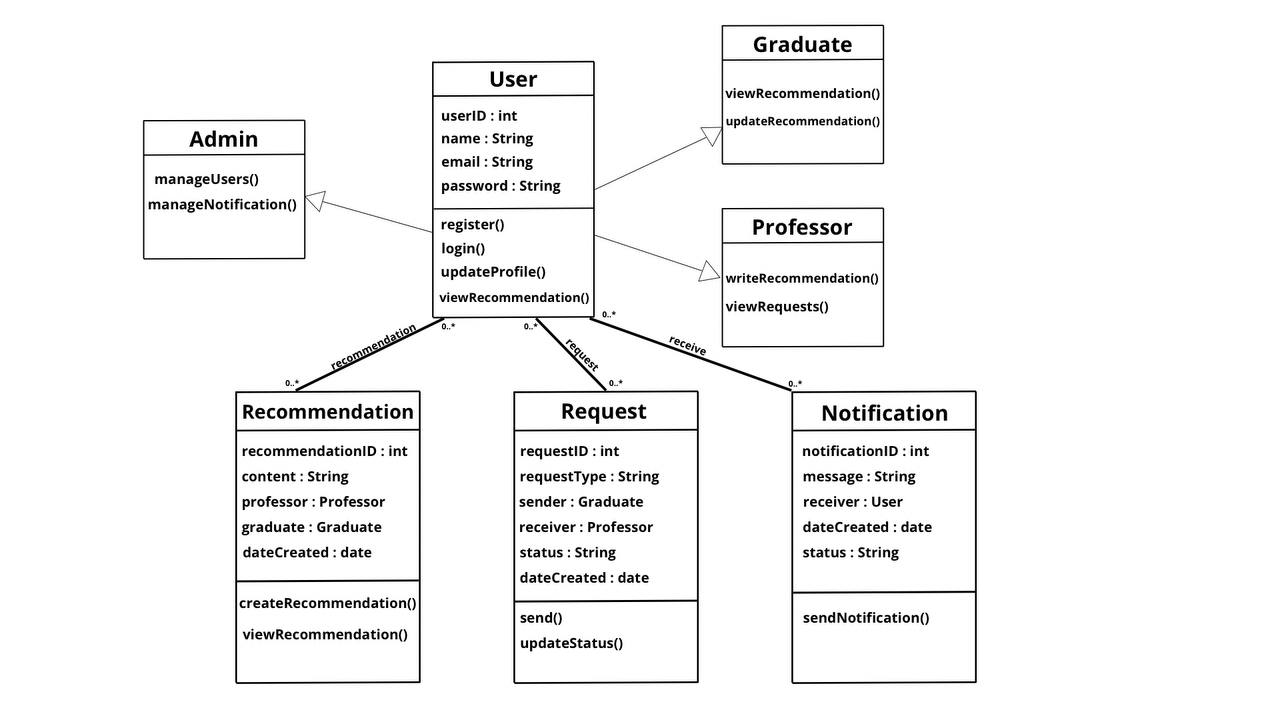 Graduate
viewRecommendation()
updateRecommendation()
User
userID : int
name : String
email : String
password : String
register()
login()
updateProfile()
viewRecommendation()
Admin
manageUsers()
manageNotification()
Professor
writeRecommendation()
viewRequests()
0..*
0..*
0..*
recommendation
request
receive
0..*
0..*
0..*
Recommendation
recommendationID : int
content : String
professor : Professor
graduate : Graduate
dateCreated : date
createRecommendation()
viewRecommendation()
Request
requestID : int
requestType : String
sender : Graduate
receiver : Professor
status : String
dateCreated : date
send()
updateStatus()
Notification
notificationID : int
message : String
receiver : User
dateCreated : date
status : String
sendNotification()